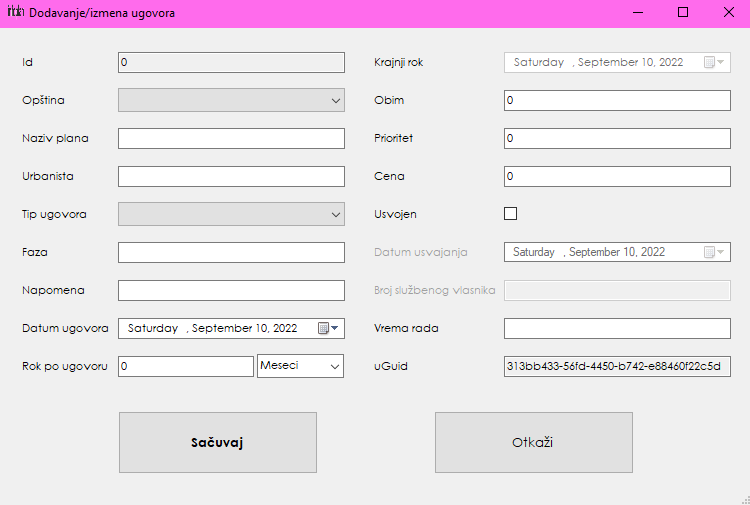 Dodavanje/izmena ugovora
Id
0
Opština
Naziv plana
Urbanista
Tip ugovora
Faza
Napomena
Datum ugovora
Saturday , September 10, 2022
Rok po ugovoru
0
Meseci
Krajnji rok
Saturday , September 10, 2022
Obim
0
Prioritet
0
Cena
0
Usvojen
Datum usvajanja
Saturday , September 10, 2022
Broj službenog vlasnika
Vrema rada
uGuid
313bb433-56fd-4450-b742-e88460f22c5d
Sačuvaj
Otkaži